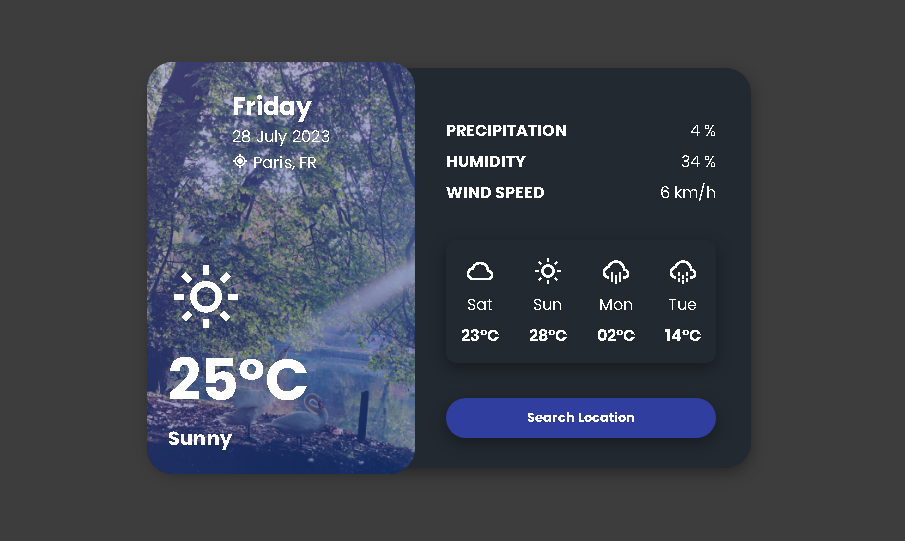 Friday
28 July 2023
Paris, FR
25°C
Sunny
PRECIPITATION 4 %
HUMIDITY 34 %
WIND SPEED 6 km/h
Sat Sun Mon Tue
23°C 28°C 02°C 14°C
Search Location